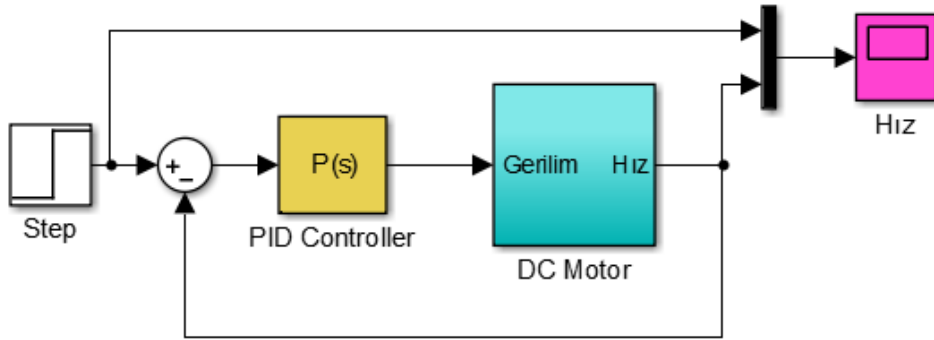 Step
+
−
P(s)
PID Controller
Gerilim Hız
DC Motor
Hız